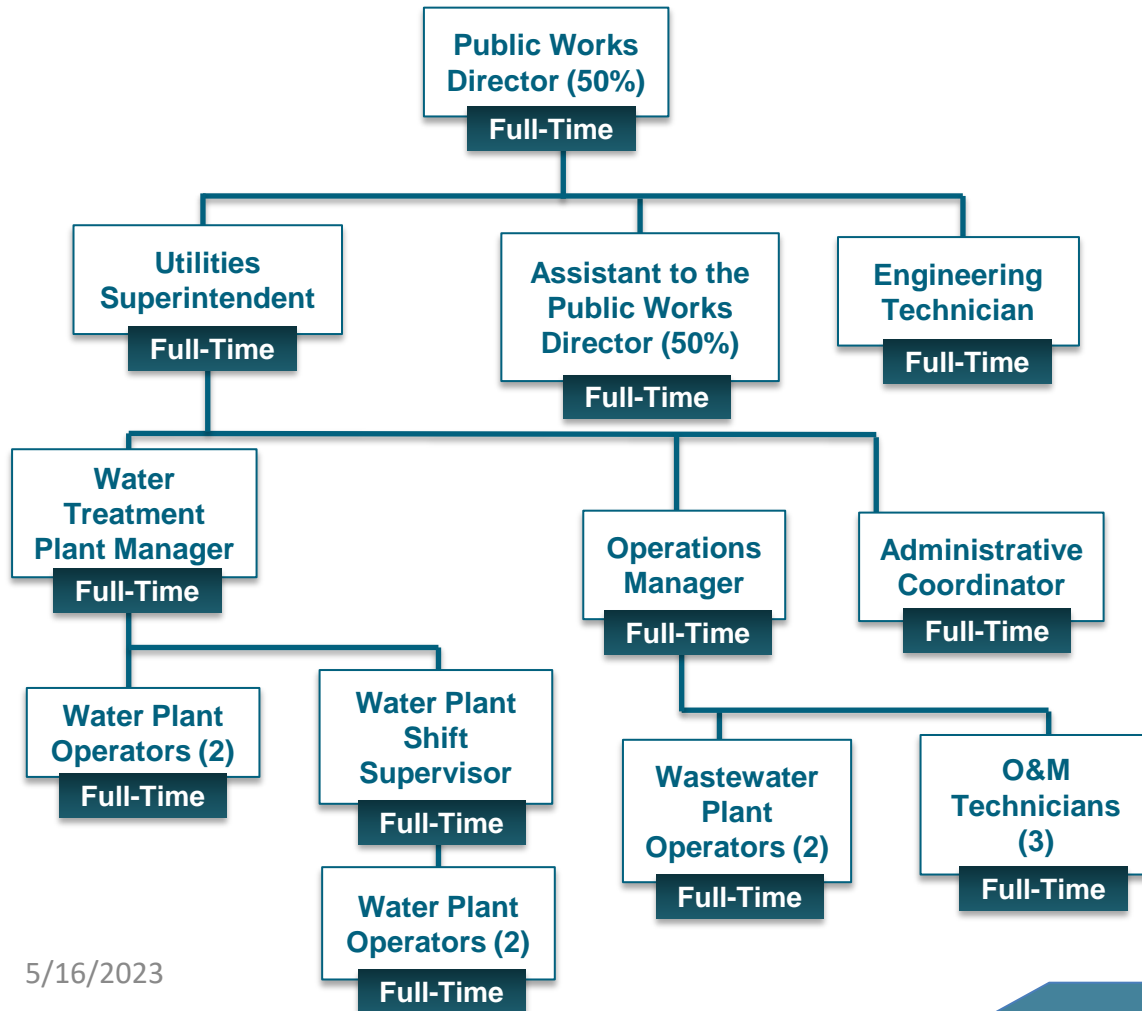 Public Works
Director (50%)
Full-Time
Utilities
Superintendent
Full-Time
Assistant to the
Public Works
Director (50%)
Full-Time
Engineering
Technician
Full-Time
Water
Treatment
Plant Manager
Full-Time
Operations
Manager
Full-Time
Administrative
Coordinator
Full-Time
Water Plant
Operators (2)
Full-Time
Water Plant
Shift
Supervisor
Full-Time
Wastewater
Plant
Operators (2)
Full-Time
O&M
Technicians
(3)
Full-Time
Water Plant
Operators (2)
Full-Time
5/16/2023